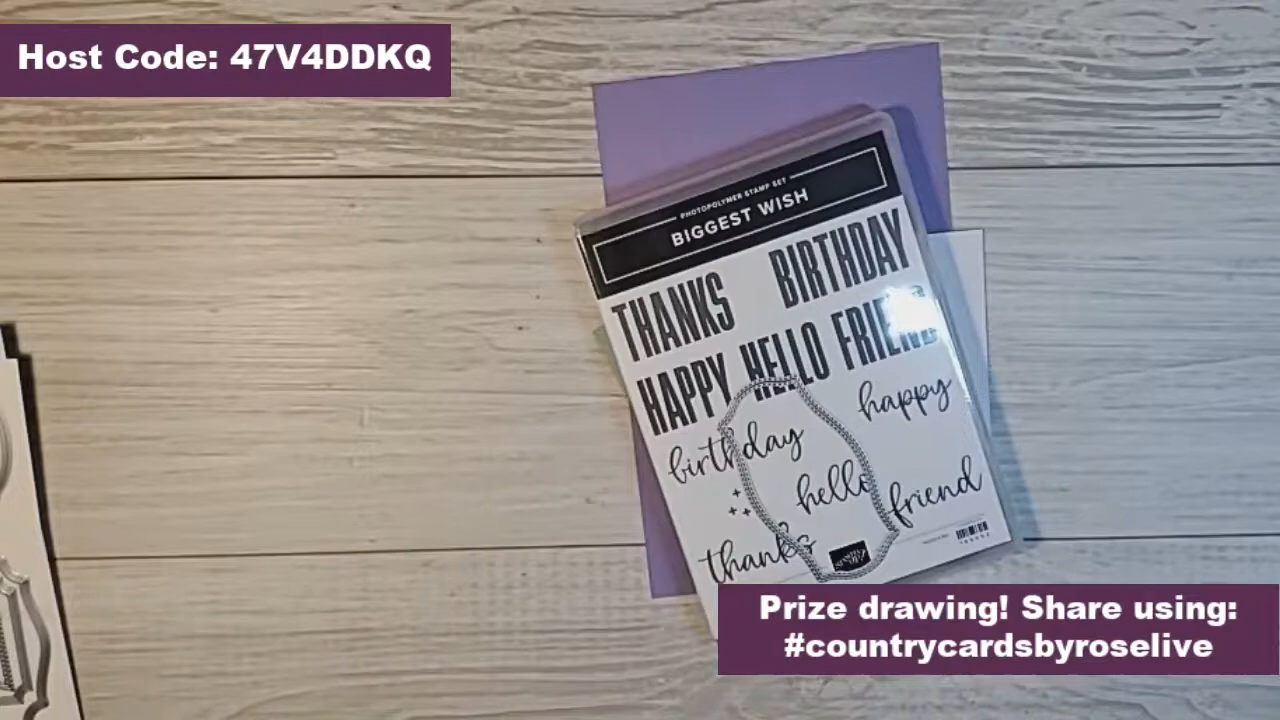 Host Code: 47V4DDKQ
PHOTOPOLYMER STAMP SET
BIGGEST WISH
THANKS BIRTHDAY
HAPPY HELLO FRIEND
happy
birthday
hello
friend
thanks
Prize drawing! Share using:
#countrycardsbyroselive